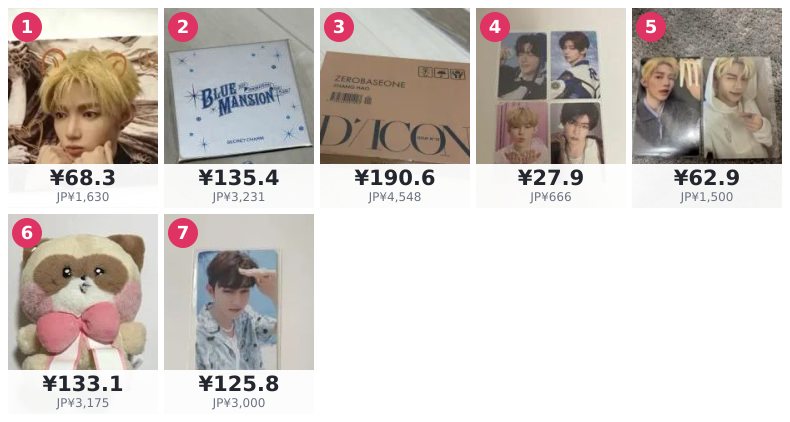 1
¥68.3
JP¥1,630
2
BLUE
MANSION
SECRET CHARM
¥135.4
JP¥3,231
3
ZEROBASEONE
ZHANG HAO
D/ICON
¥190.6
JP¥4,548
4
¥27.9
JP¥666
5
¥62.9
JP¥1,500
6
¥133.1
JP¥3,175
7
¥125.8
JP¥3,000